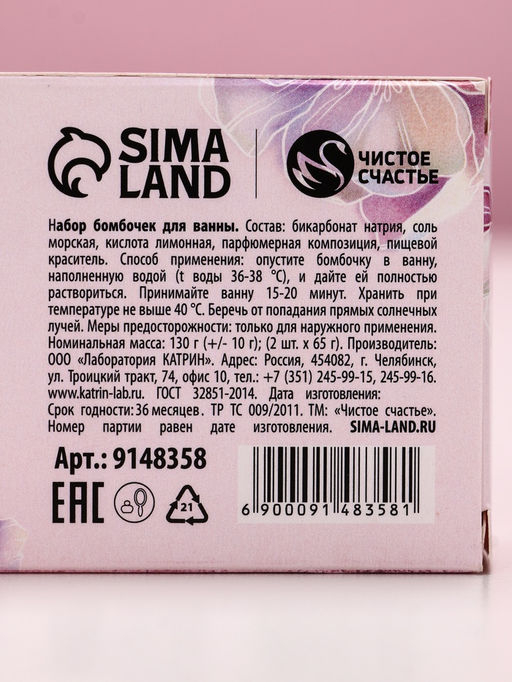 SIMA
LAND
ЧИСТОЕ
СЧАСТЬЕ
Набор бомбочек для ванны. Состав: бикарбонат натрия, соль
морская, кислота лимонная, парфюмерная композиция, пищевой
краситель. Способ применения: опустите бомбочку в ванну,
наполненную водой (t воды 36-38 °С), и дайте ей полностью
раствориться. Принимайте ванну 15-20 минут. Хранить при
температуре не выше 40 °С. Беречь от попадания прямых солнечных
лучей. Меры предосторожности: только для наружного применения.
Номинальная масса: 130 г (+/- 10 г); (2 шт. х 65 г). Производитель:
ООО «Лаборатория КАТРИН». Адрес: Россия, 454082, г. Челябинск,
ул. Троицкий тракт, 74, офис 10, тел.: +7 (351) 245-99-15, 245-99-16.
www.katrin-lab.ru. ГОСТ 32851-2014. Дата изготовления:
Срок годности: 36 месяцев. ТР ТС 009/2011. ТМ: «Чистое счастье».
Номер партии равен дате изготовления. SIMA-LAND.RU
Арт.: 9148358
EAC
21
6 900091 483581